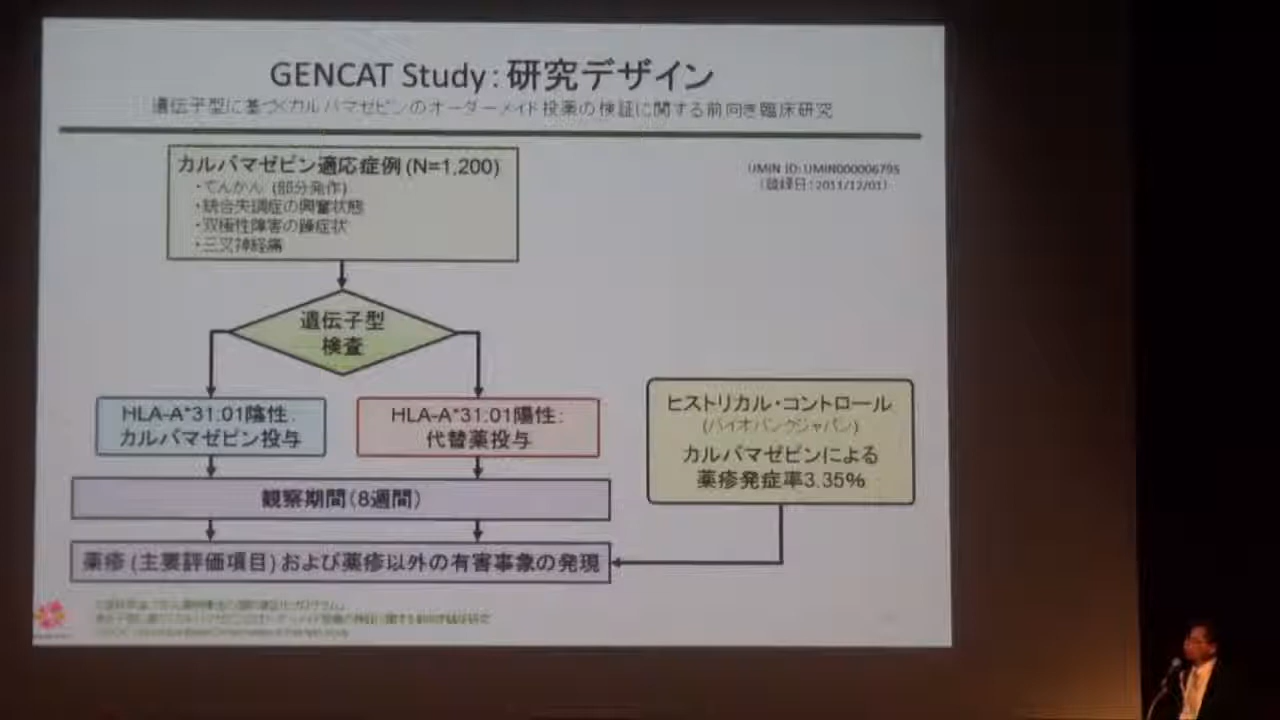 GENCAT Study：研究デザイン
遺伝子型に基づくカルバマゼピンのオーダーメイド投薬の検証に関する前向き臨床研究
カルバマゼピン適応症例 (N=1,200)
・てんかん (部分発作)
・統合失調症の興奮状態
・双極性障害の躁症状
・三叉神経痛
UMIN ID: UMIN000006795
(登録日：2011/12/01)
遺伝子型
検査
HLA-A*31:01陰性:
カルバマゼピン投与
HLA-A*31:01陽性:
代替薬投与
ヒストリカル・コントロール
(バイオバンクジャパン)
カルバマゼピンによる
薬疹発症率3.35%
観察期間（8週間）
薬疹 (主要評価項目) および薬疹以外の有害事象の発現